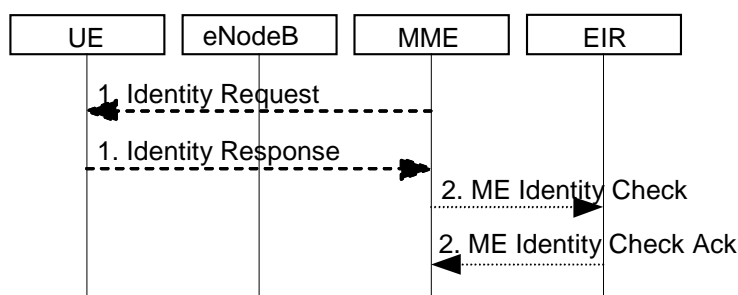 UE eNodeB MME EIR
1. Identity Request
1. Identity Response
2. ME Identity Check
2. ME Identity Check Ack